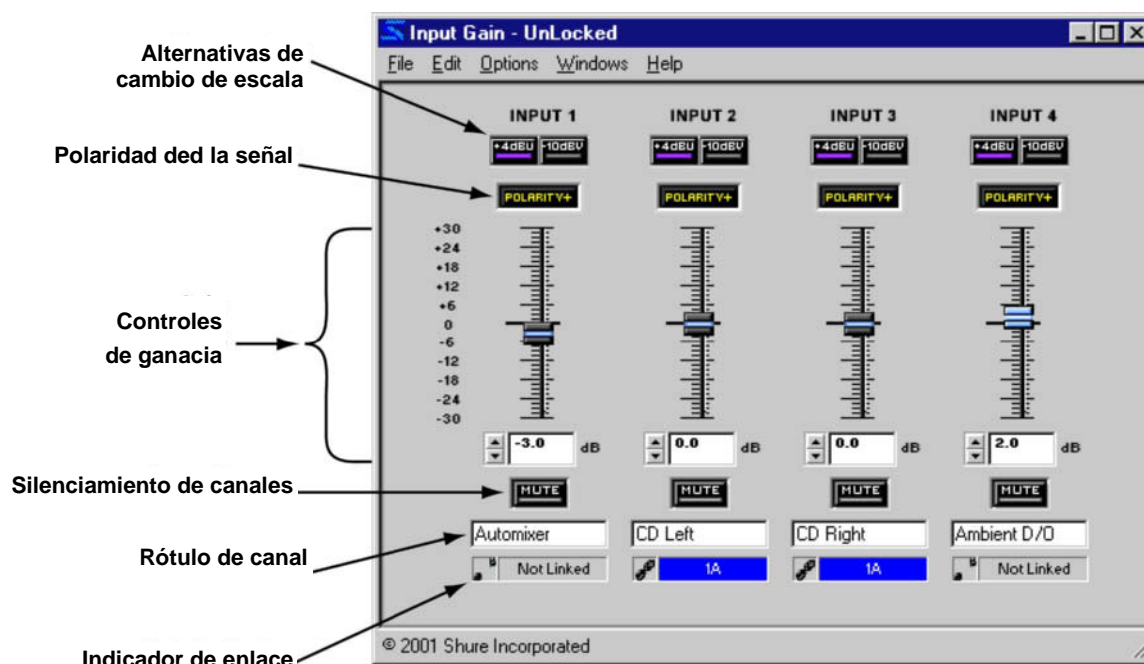 Input Gain - UnLocked
File Edit Options Windows Help
Alternativas de
cambio de escala
Polaridad ded la señal
Controles
de ganacia
Silenciamiento de canales
Rótulo de canal
Indicador de enlace
INPUT 1 INPUT 2 INPUT 3 INPUT 4
+4dBU -10dBV +4dBU -10dBV +4dBU -10dBV +4dBU -10dBV
POLARITY+ POLARITY+ POLARITY+ POLARITY+
+30
+24
+18
+12
+6
0
-6
-12
-18
-24
-30
-3.0 dB 0.0 dB 0.0 dB 2.0 dB
MUTE MUTE MUTE MUTE
Automixer CD Left CD Right Ambient D/O
Not Linked 1A 1A Not Linked
© 2001 Shure Incorporated